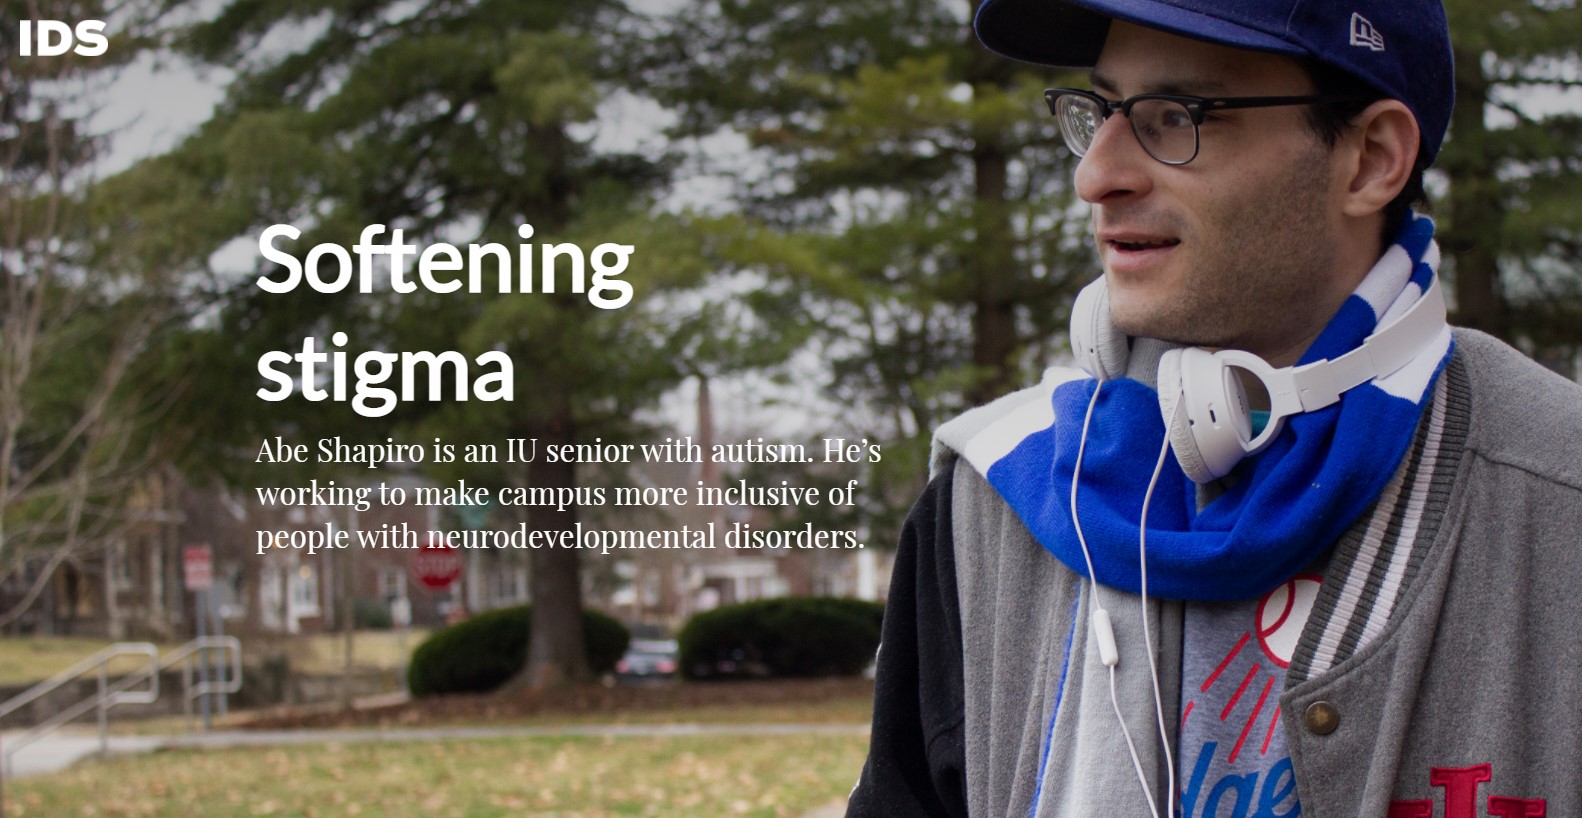 IDS
Softening
stigma
Abe Shapiro is an IU senior with autism. He’s
working to make campus more inclusive of
people with neurodevelopmental disorders.
STOP